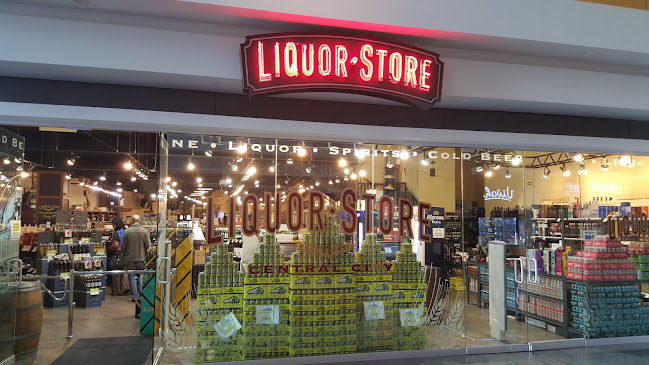 LIQUOR·STORE
NE · LIQUOR · SPIRITS · COLD BEER
LIQUOR·STORE
CENTRAL CITY